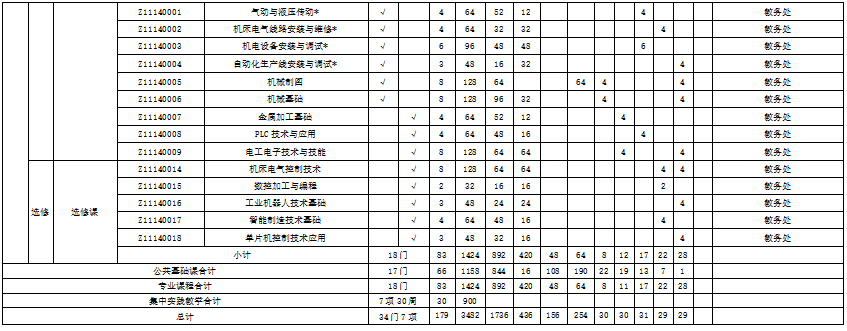 Z11140001 气动与液压传动* √ 4 64 52 12 4 教务处
Z11140002 机床电气线路安装与维修* √ 4 64 32 32 4 教务处
Z11140003 机电设备安装与调试* √ 6 96 48 48 6 教务处
Z11140004 自动化生产线安装与调试* √ 3 48 16 32 4 教务处
Z11140005 机械制图 √ 8 128 64 64 4 4 教务处
Z11140006 机械基础 √ 8 128 96 32 4 4 教务处
Z11140007 金属加工基础 √ 4 64 52 12 4 教务处
Z11140008 PLC 技术与应用 √ 4 64 48 16 4 教务处
Z11140009 电工电子技术与技能 √ 8 128 64 64 4 4 教务处
选修 选修课 Z11140014 机床电气控制技术 √ 8 128 64 64 4 4 教务处
Z11140015 数控加工与编程 √ 2 32 16 16 2 教务处
Z11140016 工业机器人技术基础 √ 3 48 24 24 4 教务处
Z11140017 智能制造技术基础 √ 4 64 48 16 4 教务处
Z11140018 单片机控制技术应用 √ 3 48 32 16 4 教务处
小计 18门 83 1424 892 420 48 64 8 12 17 22 28
公共基础课合计 17门 66 1158 844 16 108 190 22 19 13 7 1
专业课程合计 18门 83 1424 892 420 48 64 8 11 17 22 28
集中实践教学合计 7项30周 30 900
总计 34门7项 179 3482 1736 436 156 254 30 30 31 29 29